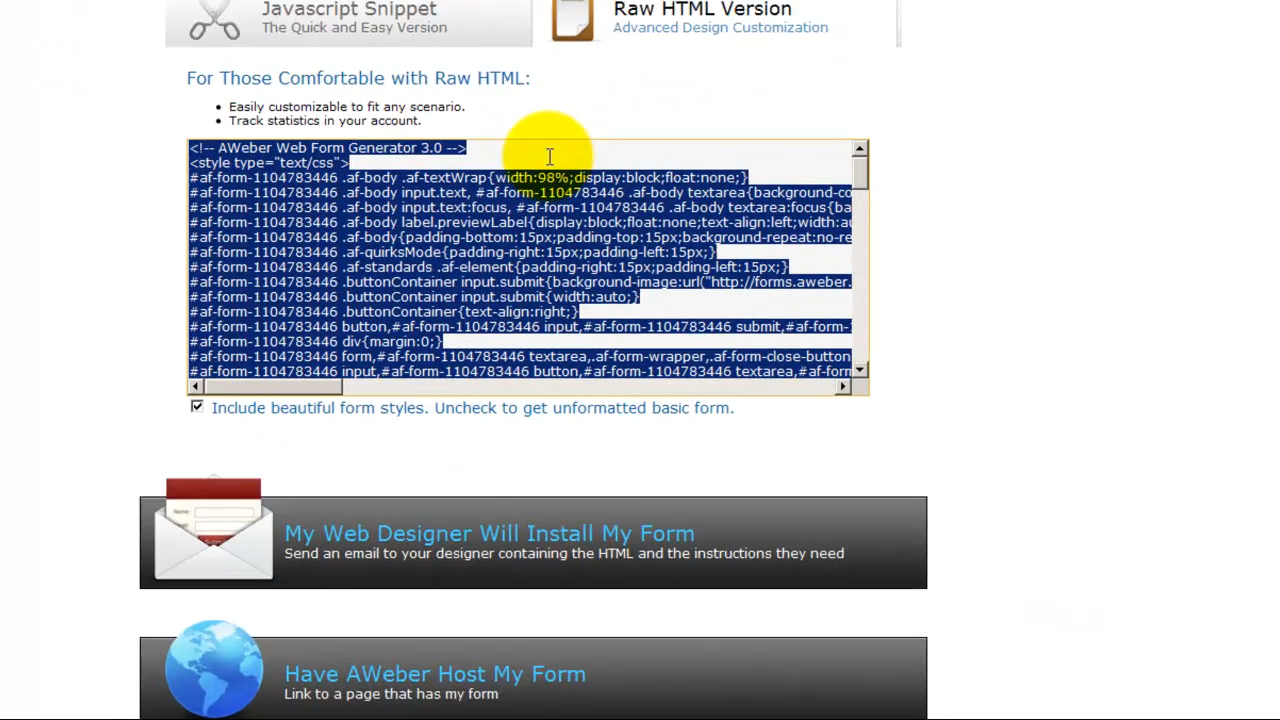 Javascript Snippet
The Quick and Easy Version
Raw HTML Version
Advanced Design Customization
For Those Comfortable with Raw HTML:
Easily customizable to fit any scenario.
Track statistics in your account.
<!-- AWeber Web Form Generator 3.0 -->
<style type="text/css">
#af-form-1104783446 .af-body .af-textWrap{width:98%;display:block;float:none;}
#af-form-1104783446 .af-body input.text, #af-form-1104783446 .af-body textarea{background-co
#af-form-1104783446 .af-body input.text:focus, #af-form-1104783446 .af-body textarea:focus{ba
#af-form-1104783446 .af-body label.previewLabel{display:block;float:none;text-align:left;width:au
#af-form-1104783446 .af-body{padding-bottom:15px;padding-top:15px;background-repeat:no-re
#af-form-1104783446 .af-quirksMode{padding-right:15px;padding-left:15px;}
#af-form-1104783446 .af-standards .af-element{padding-right:15px;padding-left:15px;}
#af-form-1104783446 .buttonContainer input.submit{background-image:url("http://forms.aweber.
#af-form-1104783446 .buttonContainer input.submit{width:auto;}
#af-form-1104783446 .buttonContainer{text-align:right;}
#af-form-1104783446 button,#af-form-1104783446 input,#af-form-1104783446 submit,#af-form-1
#af-form-1104783446 div{margin:0;}
#af-form-1104783446 form,#af-form-1104783446 textarea,.af-form-wrapper,.af-form-close-button
#af-form-1104783446 input,#af-form-1104783446 button,#af-form-1104783446 textarea,#af-form
Include beautiful form styles. Uncheck to get unformatted basic form.
My Web Designer Will Install My Form
Send an email to your designer containing the HTML and the instructions they need
Have AWeber Host My Form
Link to a page that has my form